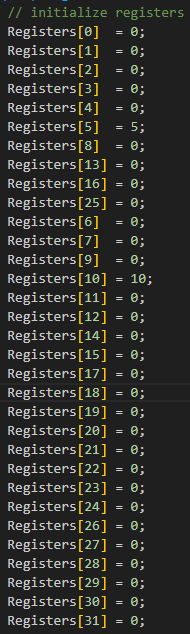 // initialize registers
Registers[0]  = 0;
Registers[1]  = 0;
Registers[2]  = 0;
Registers[3]  = 0;
Registers[4]  = 0;
Registers[5]  = 5;
Registers[8]  = 0;
Registers[13] = 0;
Registers[16] = 0;
Registers[25] = 0;
Registers[6]  = 0;
Registers[7]  = 0;
Registers[9]  = 0;
Registers[10] = 10;
Registers[11] = 0;
Registers[12] = 0;
Registers[14] = 0;
Registers[15] = 0;
Registers[17] = 0;
Registers[18] = 0;
Registers[19] = 0;
Registers[20] = 0;
Registers[21] = 0;
Registers[22] = 0;
Registers[23] = 0;
Registers[24] = 0;
Registers[26] = 0;
Registers[27] = 0;
Registers[28] = 0;
Registers[29] = 0;
Registers[30] = 0;
Registers[31] = 0;